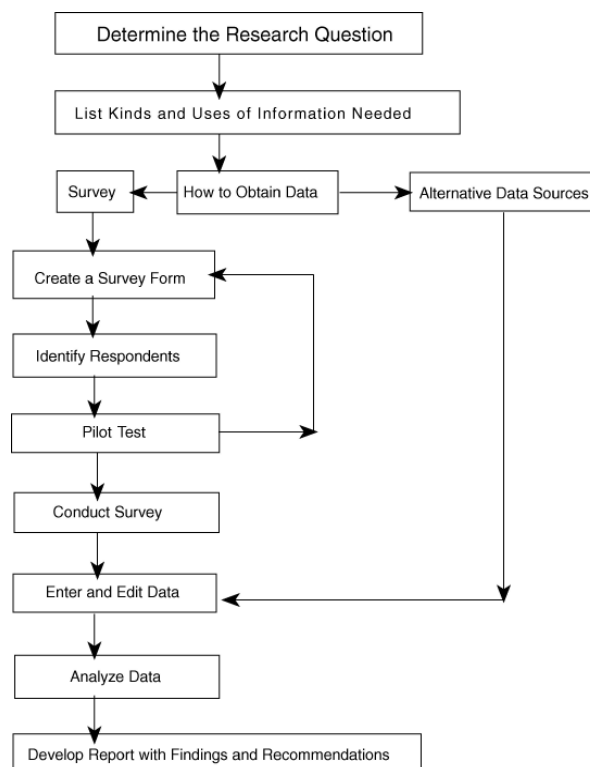 Determine the Research Question
List Kinds and Uses of Information Needed
Survey
How to Obtain Data
Alternative Data Sources
Create a Survey Form
Identify Respondents
Pilot Test
Conduct Survey
Enter and Edit Data
Analyze Data
Develop Report with Findings and Recommendations